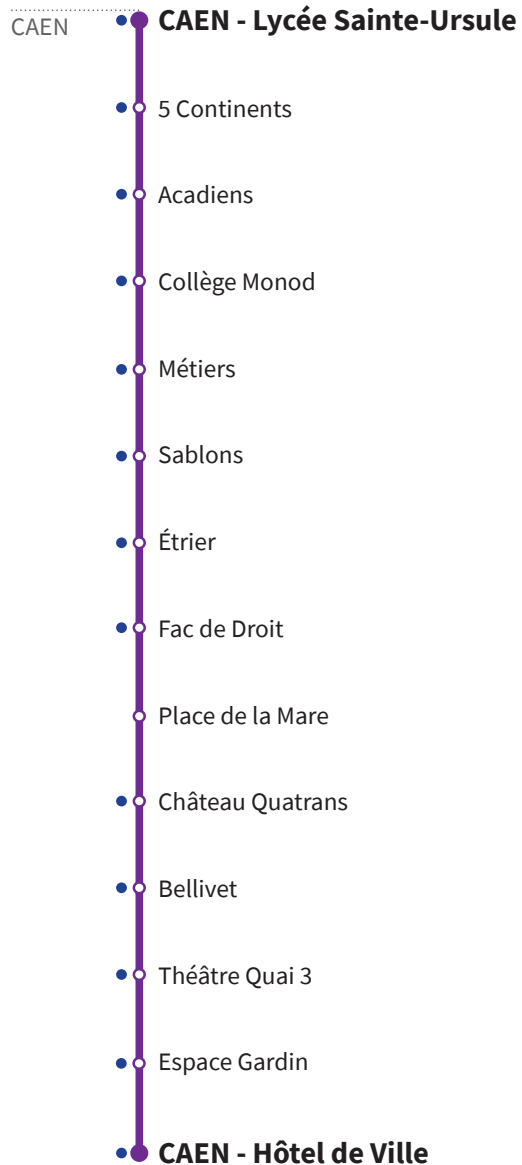 CAEN
CAEN - Lycée Sainte-Ursule
5 Continents
Acadiens
Collège Monod
Métiers
Sablons
Étrier
Fac de Droit
Place de la Mare
Château Quatrans
Bellivet
Théâtre Quai 3
Espace Gardin
CAEN - Hôtel de Ville